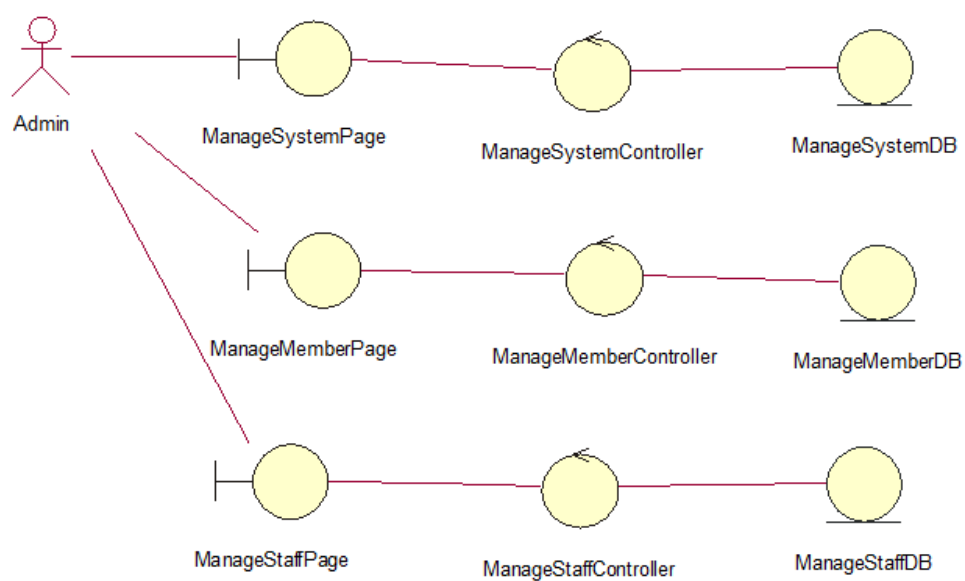 Admin
ManageSystemPage
ManageSystemController
ManageSystemDB
ManageMemberPage
ManageMemberController
ManageMemberDB
ManageStaffPage
ManageStaffController
ManageStaffDB